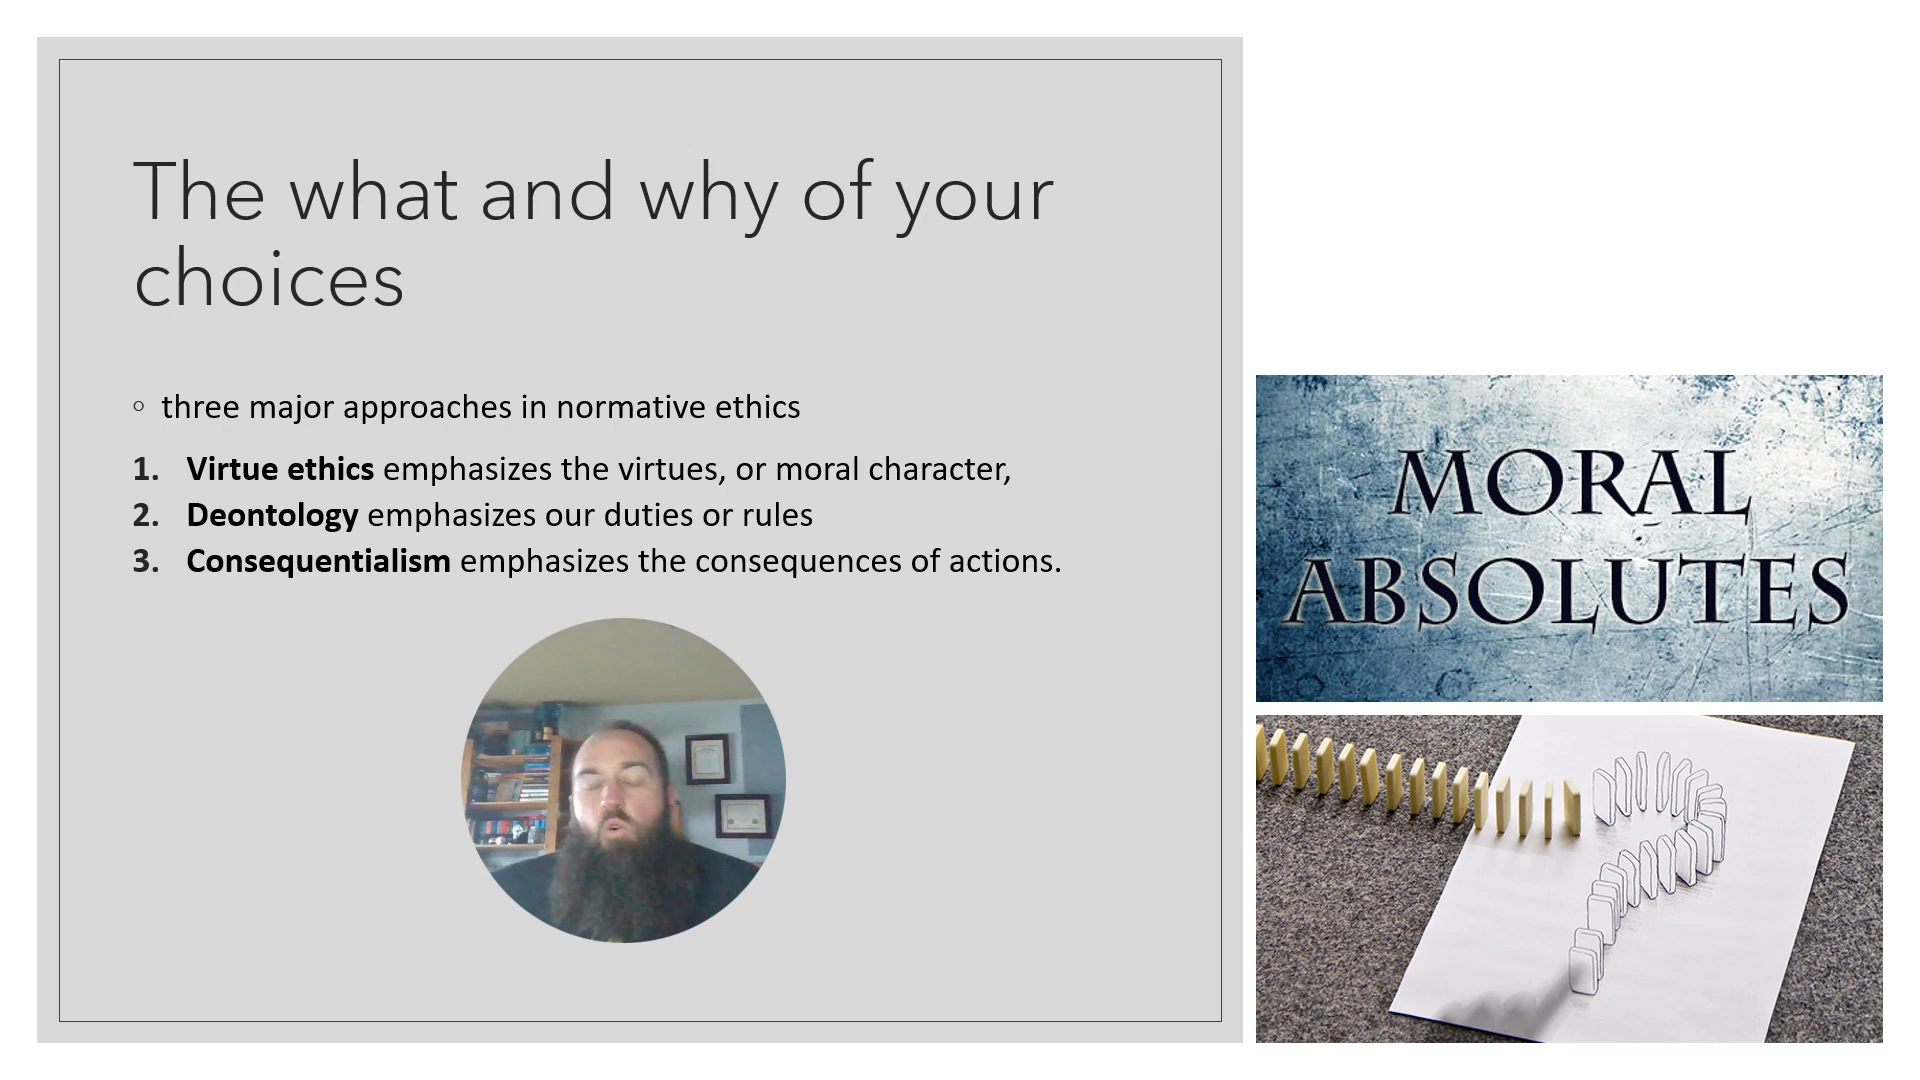 The what and why of your
choices
three major approaches in normative ethics
1. Virtue ethics emphasizes the virtues, or moral character,
2. Deontology emphasizes our duties or rules
3. Consequentialism emphasizes the consequences of actions.
MORAL
ABSOLUTES